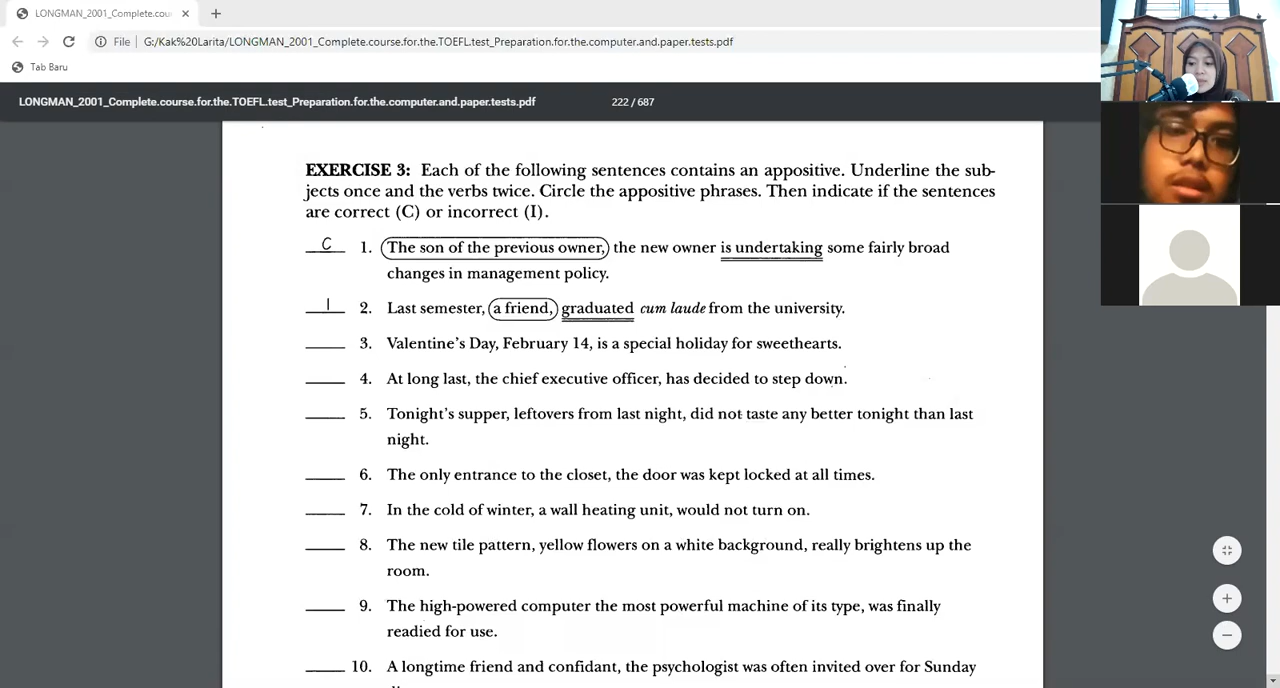 LONGMAN_2001_Complete.cou
File
G:/Kak%20Larita/LONGMAN_2001_Complete.course.for.the.TOEFL.test_Preparation.for.the.computer.and.paper.tests.pdf
Tab Baru
LONGMAN_2001_Complete.course.for.the.TOEFL.test_Preparation.for.the.computer.and.paper.tests.pdf
222 / 687
EXERCISE 3: Each of the following sentences contains an appositive. Underline the sub-
jects once and the verbs twice. Circle the appositive phrases. Then indicate if the sentences
are correct (C) or incorrect (I).
C 1. The son of the previous owner, the new owner is undertaking some fairly broad
changes in management policy.
I 2. Last semester, a friend, graduated cum laude from the university.
3. Valentine's Day, February 14, is a special holiday for sweethearts.
4. At long last, the chief executive officer, has decided to step down.
5. Tonight's supper, leftovers from last night, did not taste any better tonight than last
night.
6. The only entrance to the closet, the door was kept locked at all times.
7. In the cold of winter, a wall heating unit, would not turn on.
8. The new tile pattern, yellow flowers on a white background, really brightens up the
room.
9. The high-powered computer the most powerful machine of its type, was finally
readied for use.
10. A longtime friend and confidant, the psychologist was often invited over for Sunday